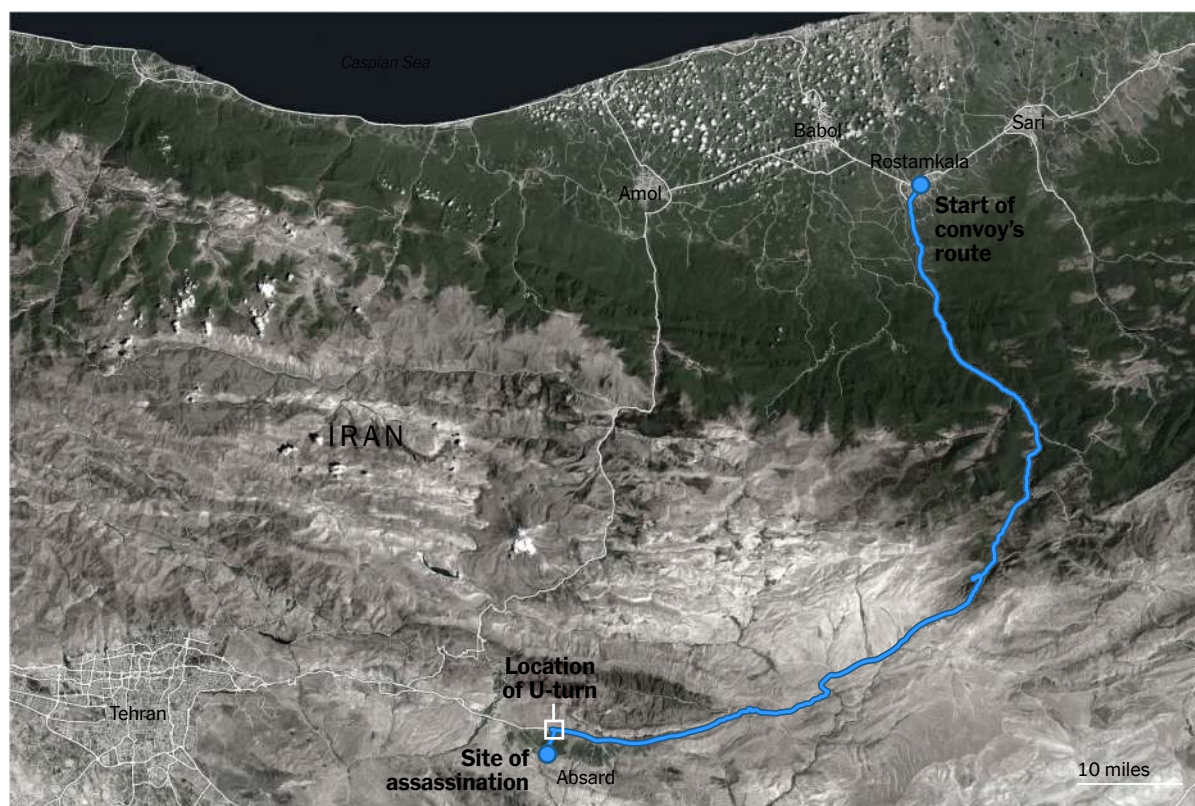 Caspian Sea
Babol
Sari
Rostamkala
Amol
Start of
convoy's
route
IRAN
Location
of U-turn
Tehran
Site of
assassination
Absard
10 miles